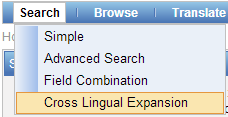 Search Browse Translate
Simple
Advanced Search
Field Combination
Cross Lingual Expansion